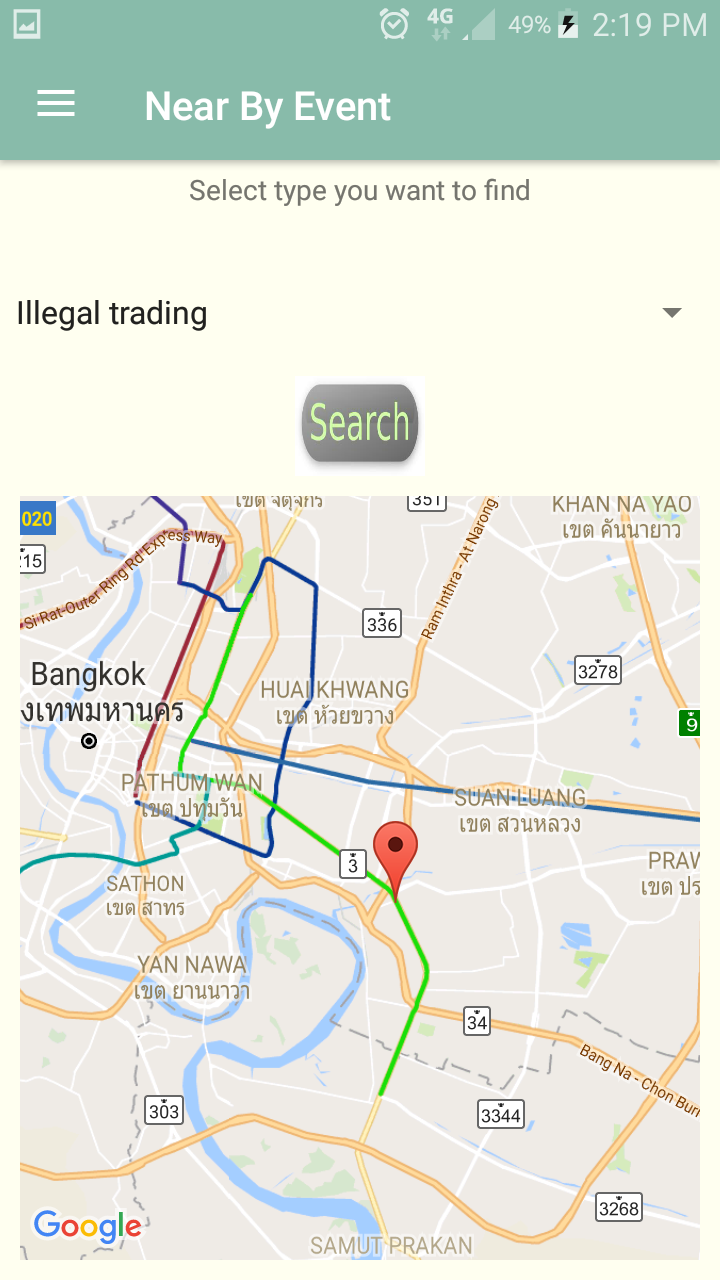 4G 49% 2:19 PM
Near By Event
Select type you want to find
Illegal trading
Search
เขต จตุจักร
351
KHAN NA YAO
เขต คันนายาว
020
15
Si Rat-Outer Ring Rd Express Way
Ram Inthra - At Narong
336
3278
Bangkok
งเทพมหานคร
HUAI KHWANG
เขต ห้วยขวาง
9
PATHUM WAN
เขต ปทุมวัน
SUAN LUANG
เขต สวนหลวง
3
PRAW
เขต ปร
SATHON
เขต สาทร
YAN NAWA
เขต ยานนาวา
34
Bang Na - Chon Buri
303
3344
3268
Google
SAMUT PRAKAN